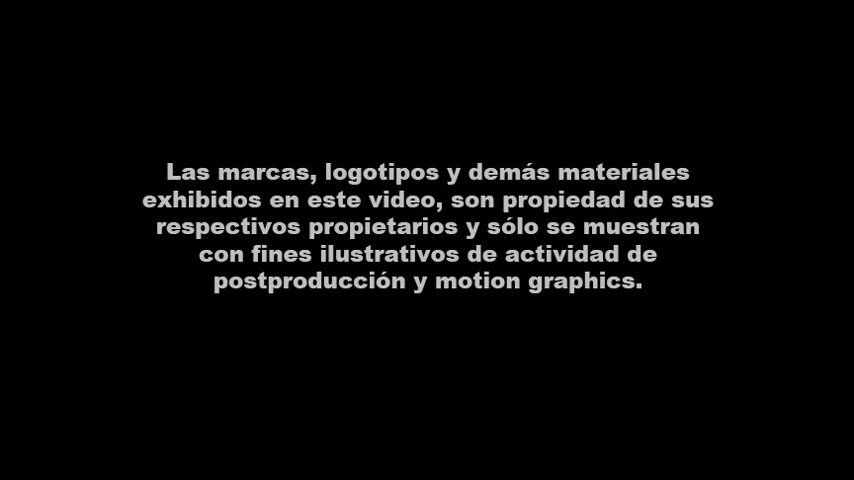 Las marcas, logotipos y demás materiales
exhibidos en este video, son propiedad de sus
respectivos propietarios y sólo se muestran
con fines ilustrativos de actividad de
postproducción y motion graphics.